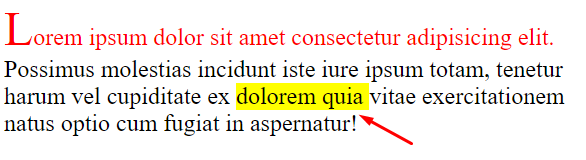 Lorem ipsum dolor sit amet consectetur adipisicing elit.
Possimus molestias incidunt iste iure ipsum totam, tenetur
harum vel cupiditate ex dolorem quia vitae exercitationem
natus optio cum fugiat in aspernatur!